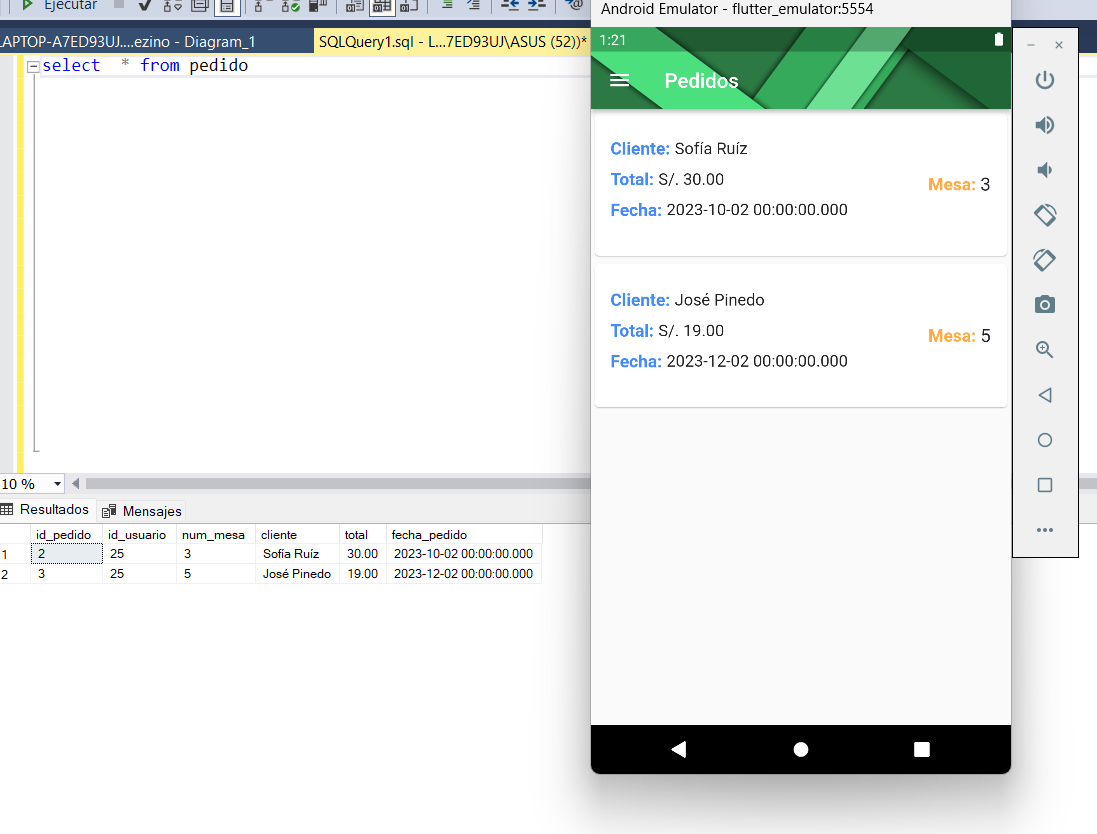 Ejecutar
LAPTOP-A7ED93UJ....ezino - Diagram_1
SQLQuery1.sql - L...7ED93UJ\ASUS (52))*
select * from pedido
10 %
Resultados
Mensajes
id_pedido id_usuario num_mesa cliente total fecha_pedido
1 2 25 3 Sofía Ruíz 30.00 2023-10-02 00:00:00.000
2 3 25 5 José Pinedo 19.00 2023-12-02 00:00:00.000
Android Emulator - flutter_emulator:5554
1:21
Pedidos
Cliente: Sofía Ruíz
Total: S/. 30.00
Mesa: 3
Fecha: 2023-10-02 00:00:00.000
Cliente: José Pinedo
Total: S/. 19.00
Mesa: 5
Fecha: 2023-12-02 00:00:00.000